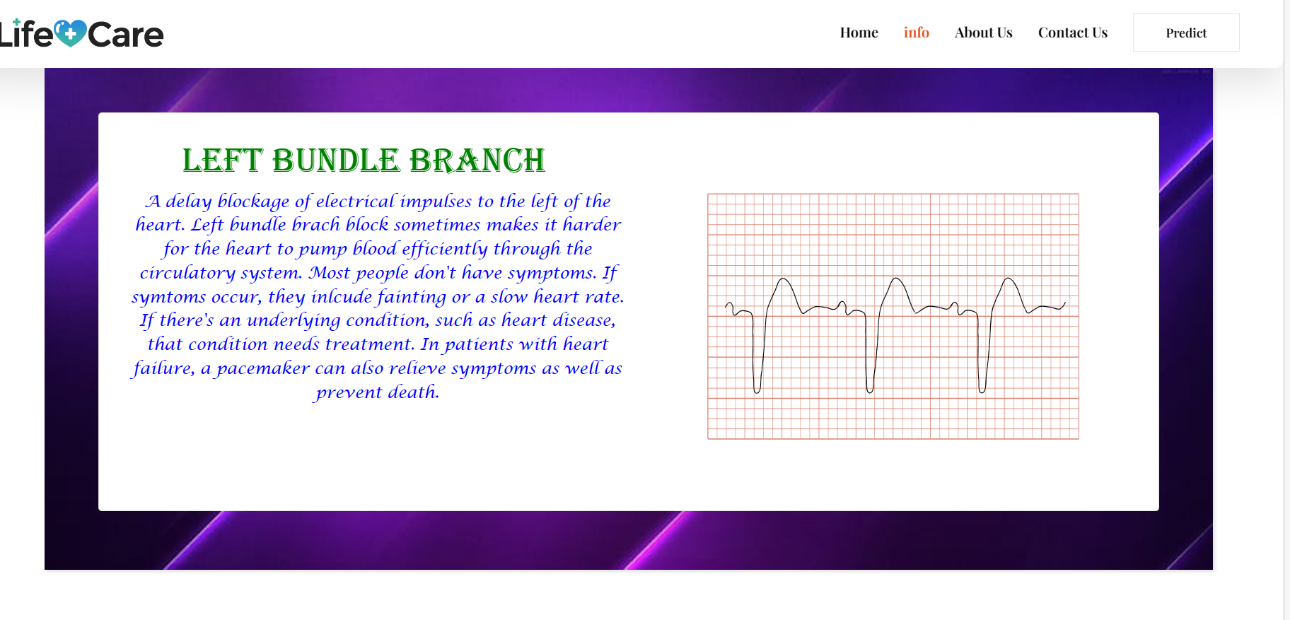 Life Care
Home info About Us Contact Us Predict
LEFT BUNDLE BRANCH
A delay blockage of electrical impulses to the left of the
heart. Left bundle brach block sometimes makes it harder
for the heart to pump blood efficiently through the
circulatory system. Most people don't have symptoms. If
symtoms occur, they inlcude fainting or a slow heart rate.
If there's an underlying condition, such as heart disease,
that condition needs treatment. In patients with heart
failure, a pacemaker can also relieve symptoms as well as
prevent death.